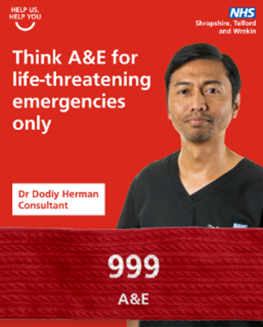 HELP US,
HELP YOU
NHS
Shropshire, Telford
and Wrekin
Think A&E for
life-threatening
emergencies
only
Dr Dodiy Herman
Consultant
999
A&E